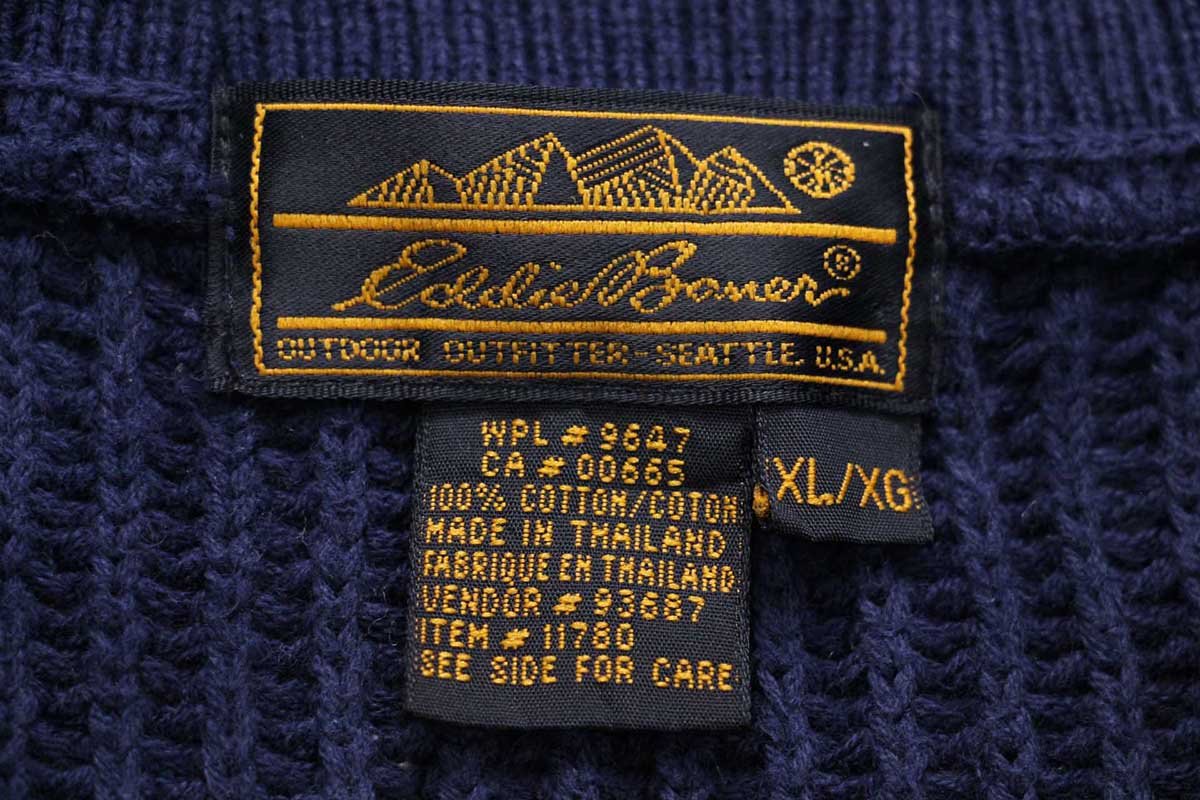 Eddie Bauer®
OUTDOOR OUTFITTER-SEATTLE, U.S.A.
WPL # 9647
CA # 00665
100% COTTON/COTON
MADE IN THAILAND
FABRIQUE EN THAILAND
VENDOR # 93687
ITEM # 11780
SEE SIDE FOR CARE
XL/XG